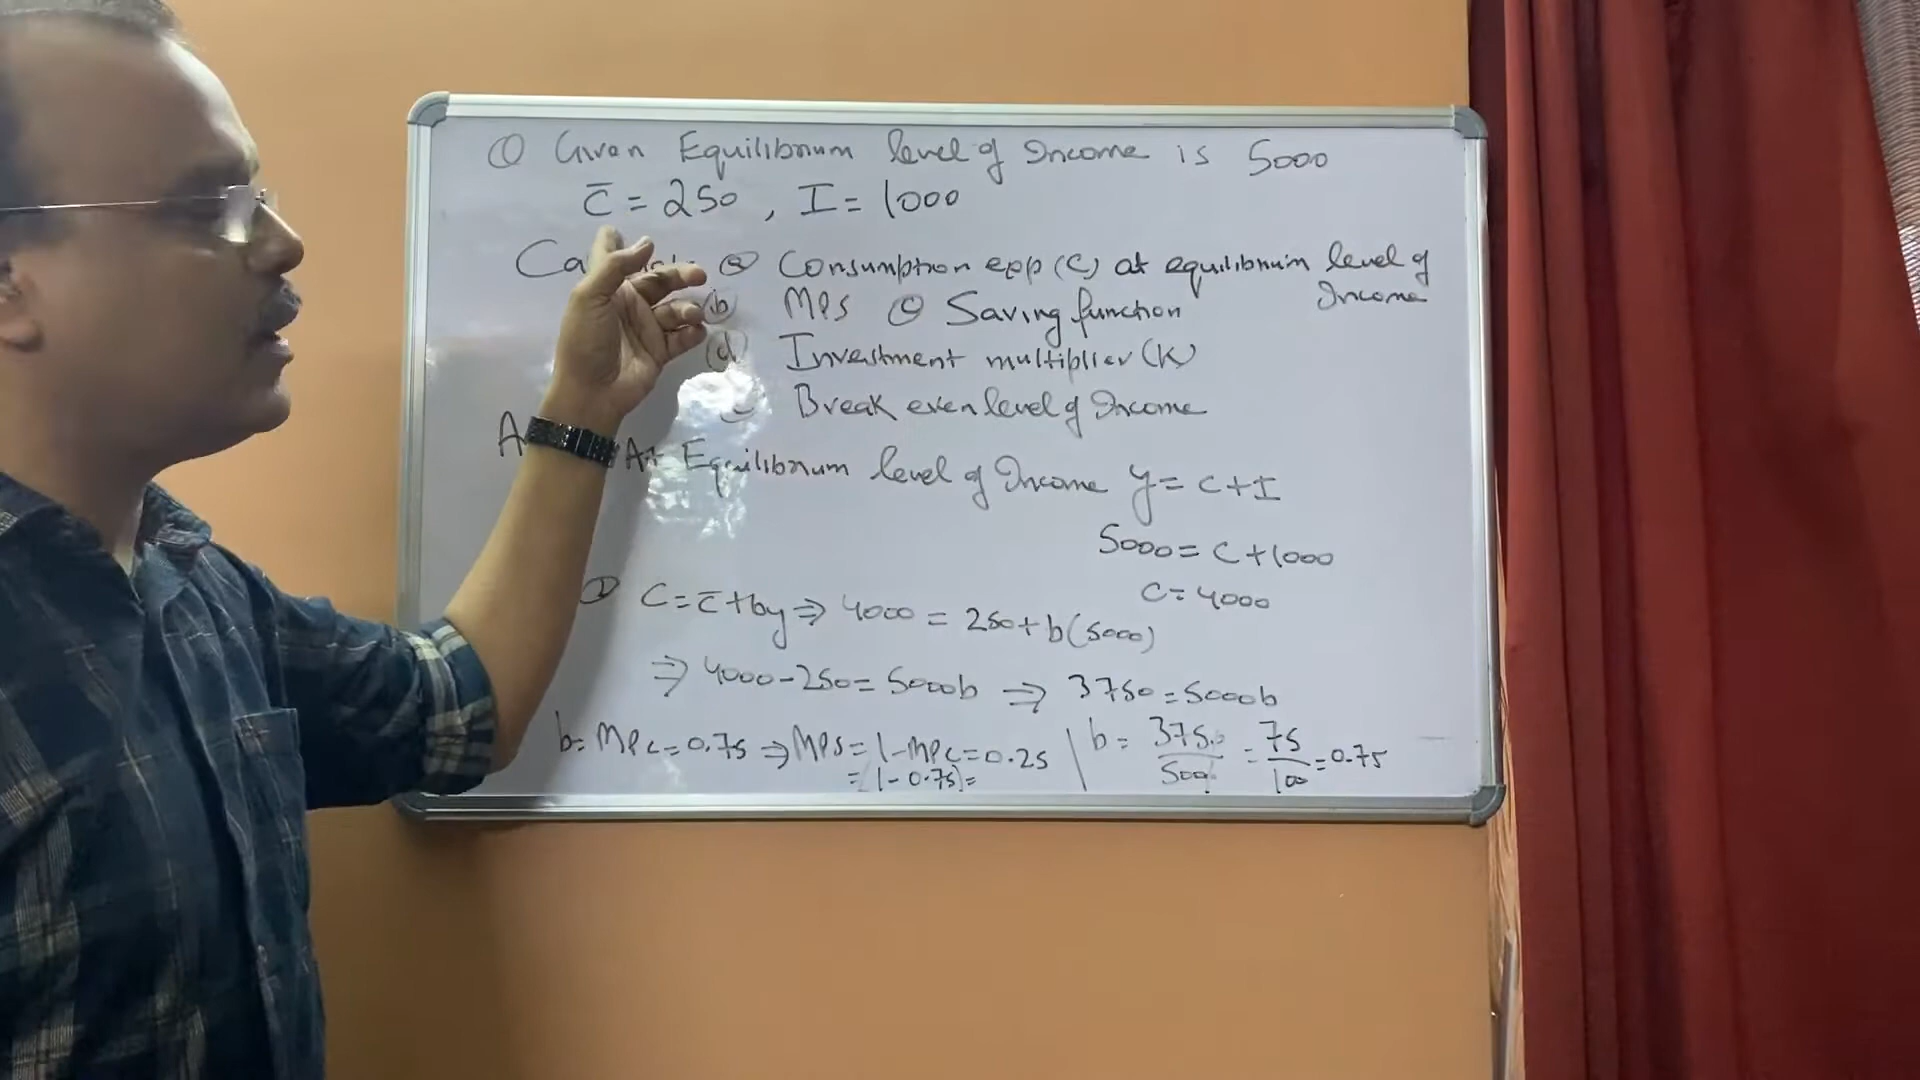 ① Given Equilibrium level of Income is 5000
C̅ = 250, I = 1000
ⓐ Consumption exp (C) at equilibrium level of Income
(b) MPS ⓒ Saving function
(d) Investment multiplier (K)
Break even level of Income
At Equilibrium level of Income y = C+I
5000 = C+1000
C = 4000
C = C̅+by ⇒ 4000 = 250+b(5000)
⇒ 4000-250 = 5000b ⇒ 3750 = 5000b
b = MPC = 0.75 ⇒ MPS = 1-MPC = 0.25 | b = 3750/5000 = 75/100 = 0.75
= (1-0.75) =